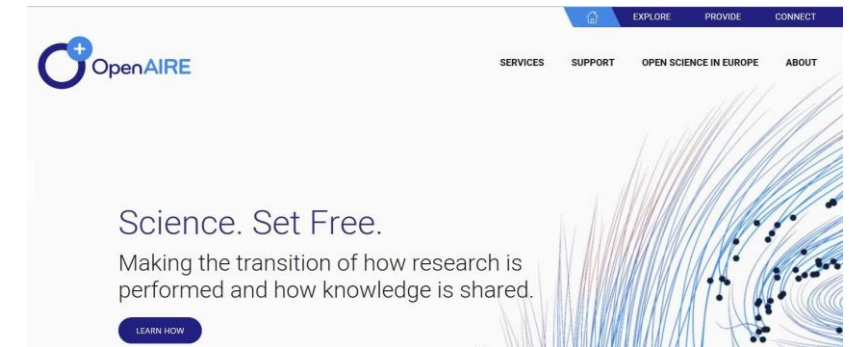 EXPLORE PROVIDE CONNECT
OpenAIRE
SERVICES SUPPORT OPEN SCIENCE IN EUROPE ABOUT
Science. Set Free.
Making the transition of how research is
performed and how knowledge is shared.
LEARN HOW